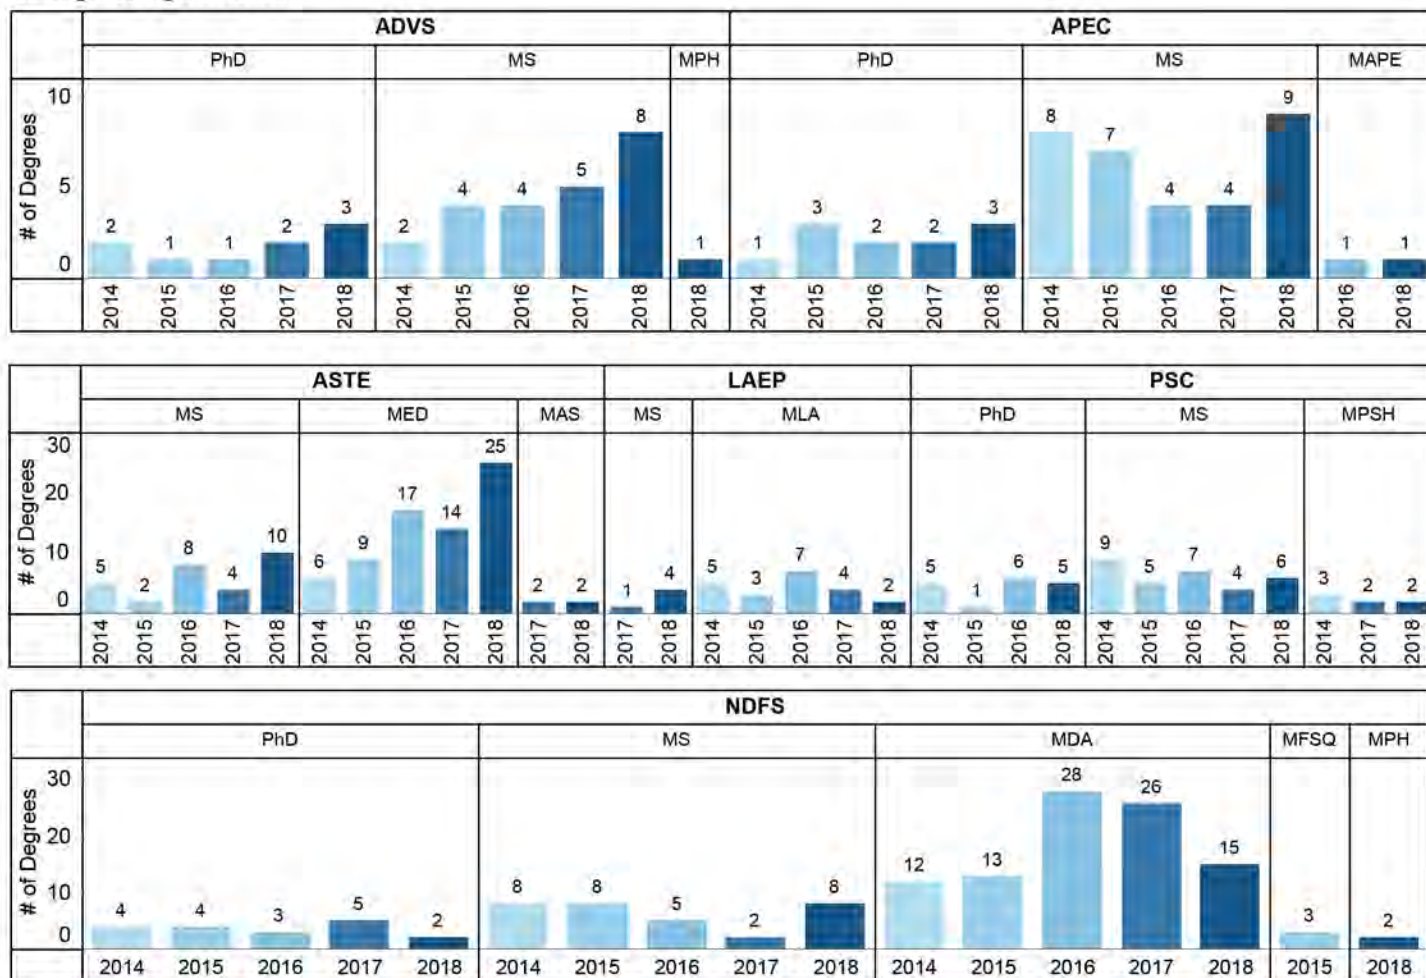 ADVS APEC
PhD MS MPH PhD MS MAPE
# of Degrees
10
5
0
2 1 1 2 3 2 4 4 5 8 1 1 3 2 2 3 8 7 4 4 9 1 1
2014 2015 2016 2017 2018 2014 2015 2016 2017 2018 2018 2014 2015 2016 2017 2018 2014 2015 2016 2017 2018 2016 2018
ASTE LAEP PSC
MS MED MAS MS MLA PhD MS MPSH
# of Degrees
30
20
10
0
5 2 8 4 10 6 9 17 14 25 2 2 1 4 5 3 7 4 2 5 1 6 5 9 5 7 4 6 3 2 2
2014 2015 2016 2017 2018 2014 2015 2016 2017 2018 2017 2018 2017 2018 2014 2015 2016 2017 2018 2014 2015 2016 2018 2014 2015 2016 2017 2018 2014 2017 2018
NDFS
PhD MS MDA MFSQ MPH
# of Degrees
30
20
10
0
4 4 3 5 2 8 8 5 2 8 12 13 28 26 15 3 2
2014 2015 2016 2017 2018 2014 2015 2016 2017 2018 2014 2015 2016 2017 2018 2015 2018